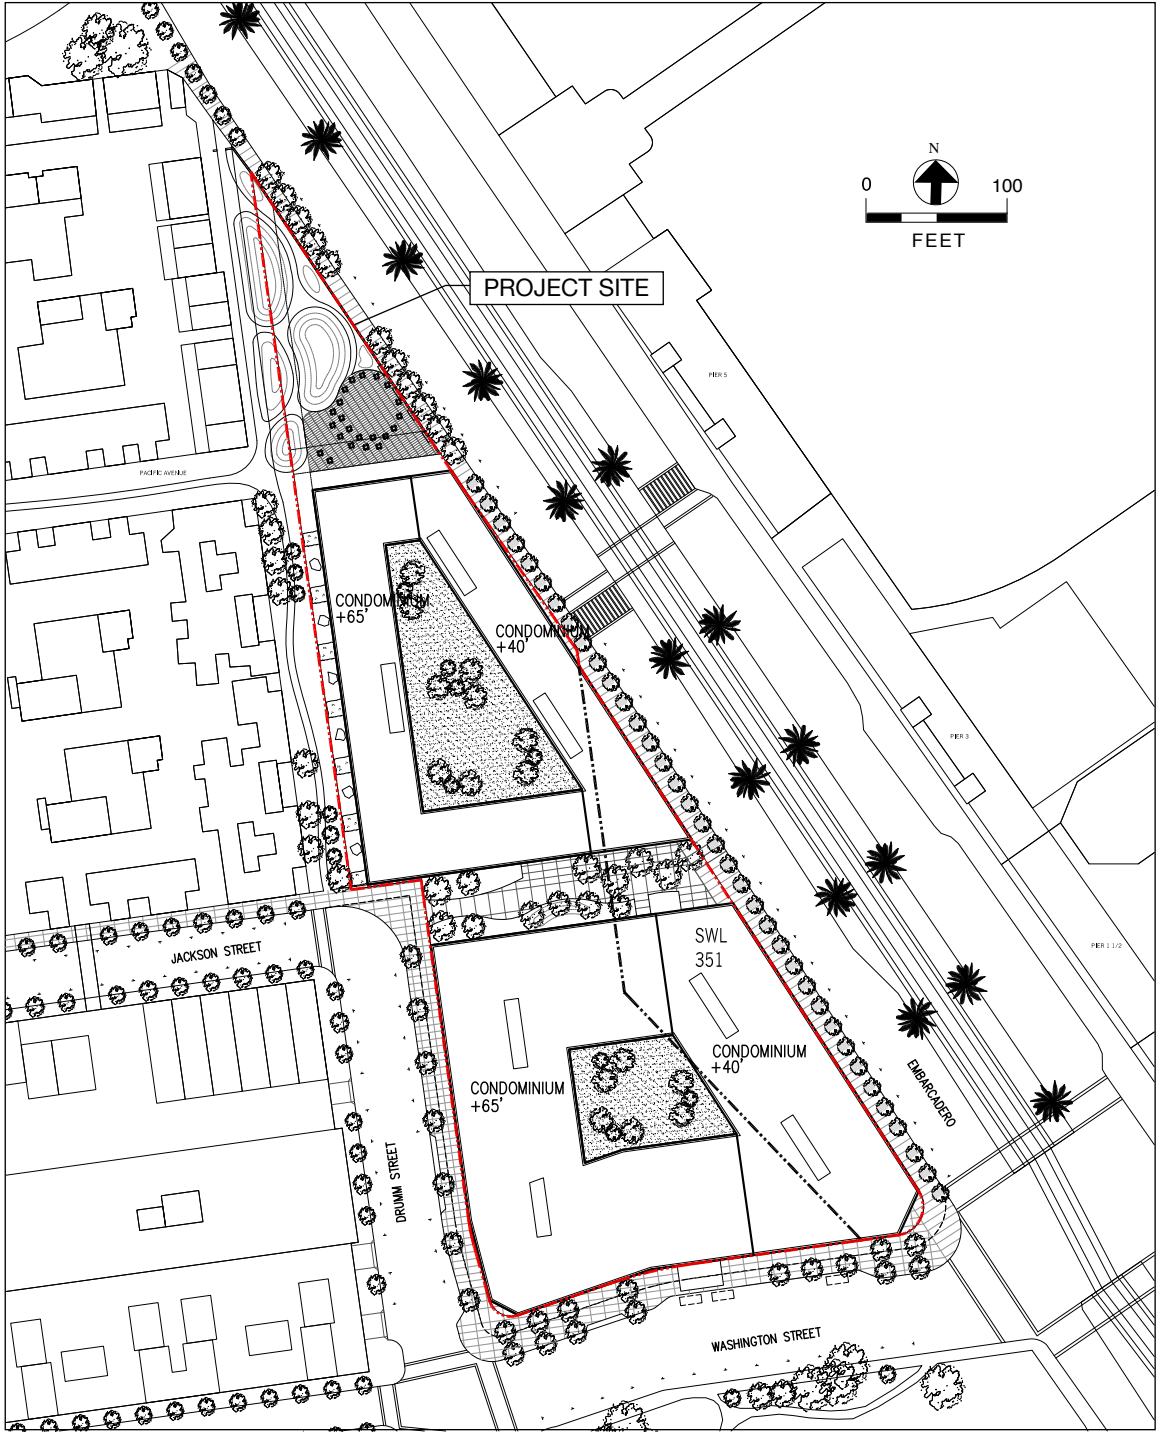 N
0
100
FEET
PROJECT SITE
PIER 5
PACIFIC AVENUE
CONDOMINIUM
+65'
CONDOMINIUM
+40'
PIER 3
SWL
351
JACKSON STREET
PIER 1 1/2
CONDOMINIUM
+40'
CONDOMINIUM
+65'
EMBARCADERO
DRUMM STREET
WASHINGTON STREET